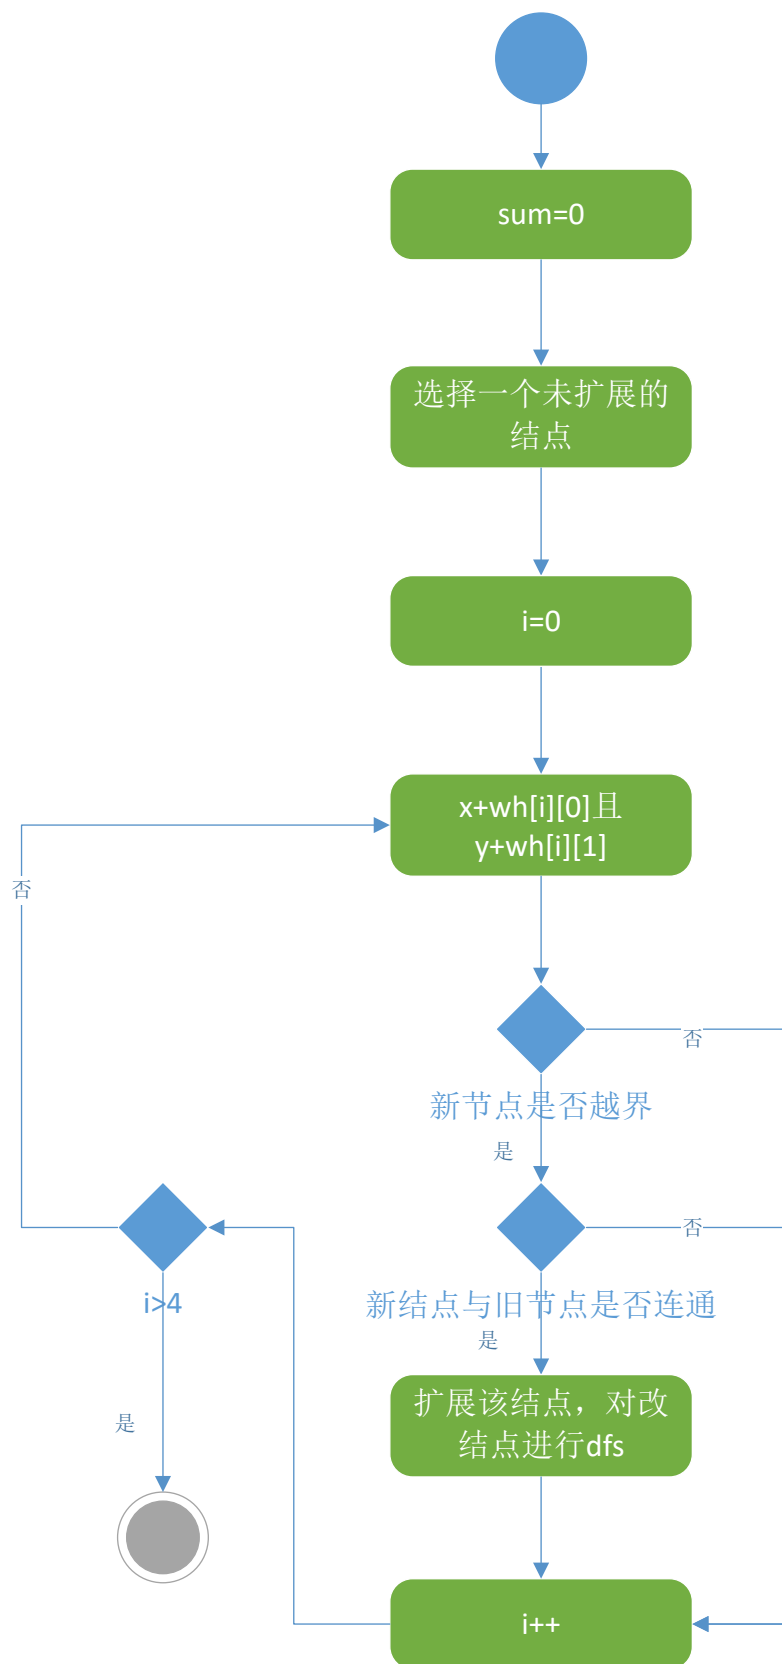 sum=0
选择一个未扩展的
结点
i=0
x+wh[i][0]且
y+wh[i][1]
否
否
新节点是否越界
是
否
i>4
新结点与旧节点是否连通
是
扩展该结点，对改
结点进行dfs
是
i++